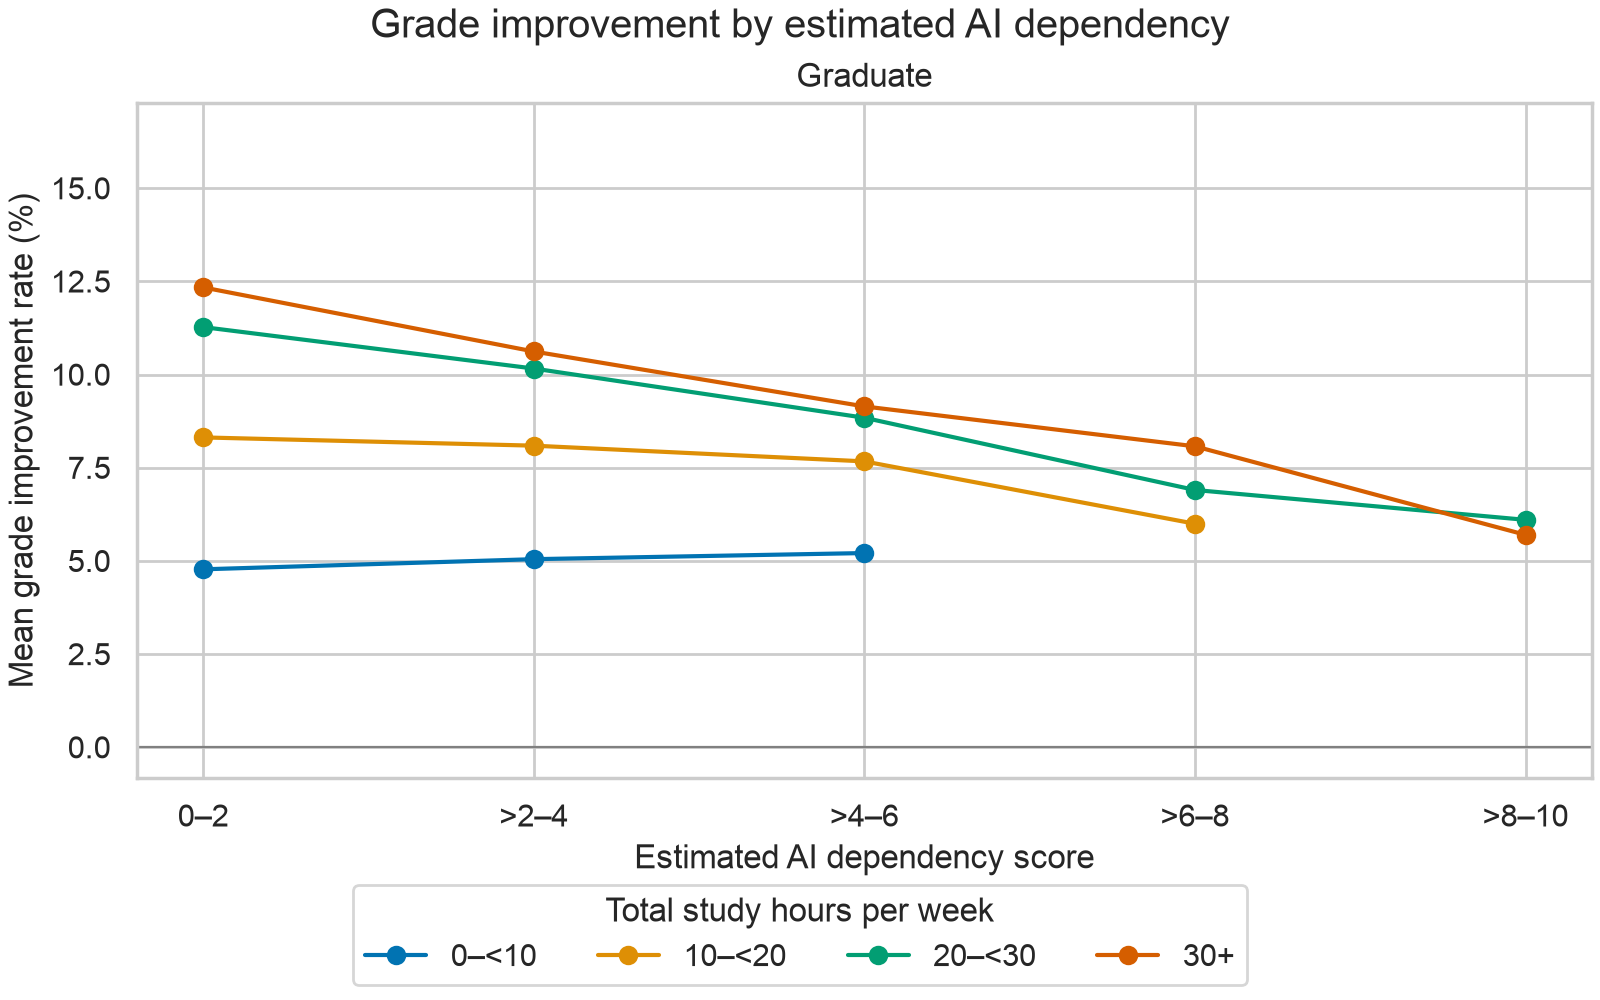 Grade improvement by estimated AI dependency
Graduate
Mean grade improvement rate (%)
15.0
12.5
10.0
7.5
5.0
2.5
0.0
0–2 >2–4 >4–6 >6–8 >8–10
Estimated AI dependency score
Total study hours per week
0–<10 10–<20 20–<30 30+